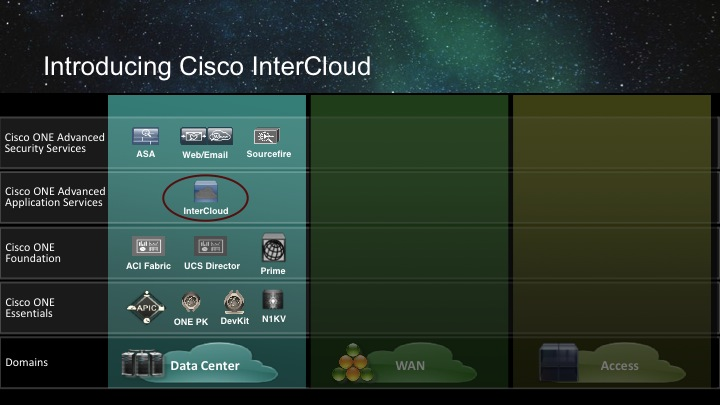 Introducing Cisco InterCloud
Cisco ONE Advanced
Security Services
ASA
Web/Email
Sourcefire
Cisco ONE Advanced
Application Services
InterCloud
Cisco ONE
Foundation
ACI Fabric
UCS Director
Prime
Cisco ONE
Essentials
APIC
ONE PK
DevKit
N1KV
Domains
Data Center
WAN
Access